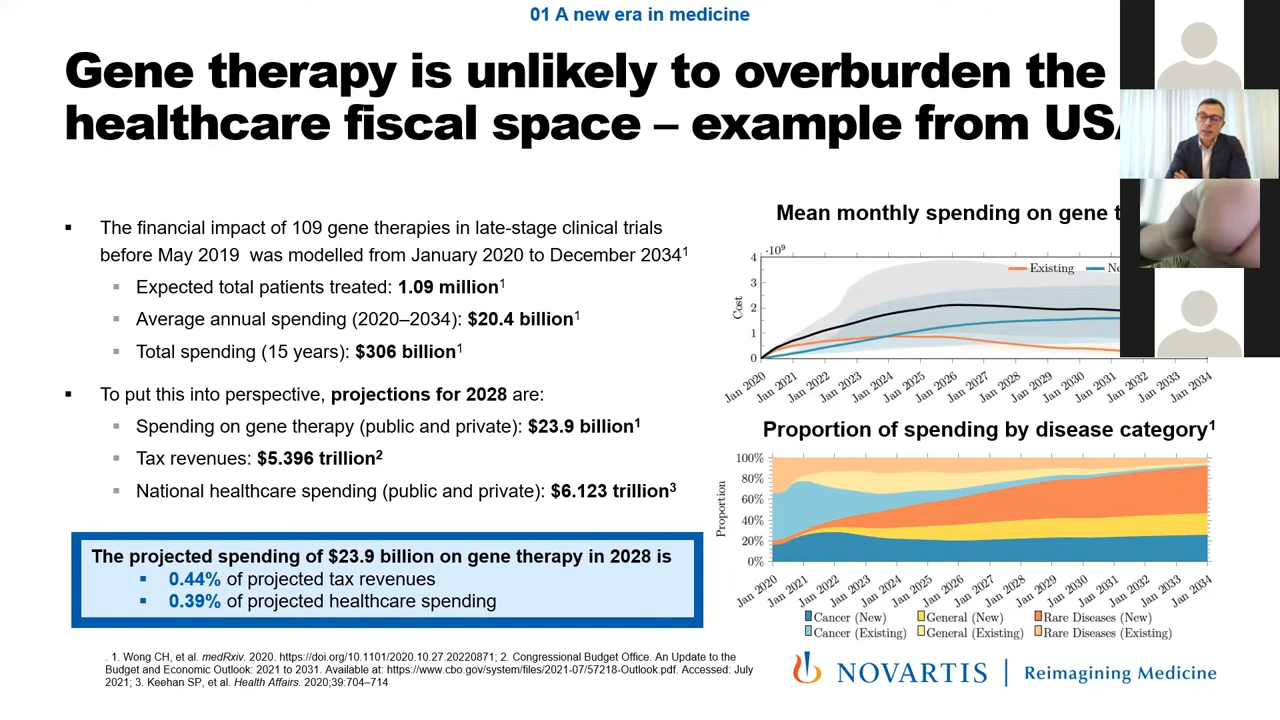 01 A new era in medicine
Gene therapy is unlikely to overburden the
healthcare fiscal space – example from USA
▪ The financial impact of 109 gene therapies in late-stage clinical trials
before May 2019 was modelled from January 2020 to December 2034¹
▪ Expected total patients treated: 1.09 million¹
▪ Average annual spending (2020–2034): $20.4 billion¹
▪ Total spending (15 years): $306 billion¹
▪ To put this into perspective, projections for 2028 are:
▪ Spending on gene therapy (public and private): $23.9 billion¹
▪ Tax revenues: $5.396 trillion²
▪ National healthcare spending (public and private): $6.123 trillion³
The projected spending of $23.9 billion on gene therapy in 2028 is
▪ 0.44% of projected tax revenues
▪ 0.39% of projected healthcare spending
. 1. Wong CH, et al. medRxiv. 2020. https://doi.org/10.1101/2020.10.27.20220871; 2. Congressional Budget Office. An Update to the
Budget and Economic Outlook: 2021 to 2031. Available at: https://www.cbo.gov/system/files/2021-07/57218-Outlook.pdf. Accessed: July
2021; 3. Keehan SP, et al. Health Affairs. 2020;39:704–714
Mean monthly spending on gene
·10⁹
Existing
Cost
4
3
2
1
0
Jan 2020 Jan 2021 Jan 2022 Jan 2023 Jan 2024 Jan 2025 Jan 2026 Jan 2027 Jan 2028 Jan 2029 Jan 2030 Jan 2031 Jan 2032 Jan 2033 Jan 2034
Proportion of spending by disease category¹
Proportion
100%
80%
60%
40%
20%
0%
Jan 2020 Jan 2021 Jan 2022 Jan 2023 Jan 2024 Jan 2025 Jan 2026 Jan 2027 Jan 2028 Jan 2029 Jan 2030 Jan 2031 Jan 2032 Jan 2033 Jan 2034
Cancer (New) General (New) Rare Diseases (New)
Cancer (Existing) General (Existing) Rare Diseases (Existing)
NOVARTIS | Reimagining Medicine